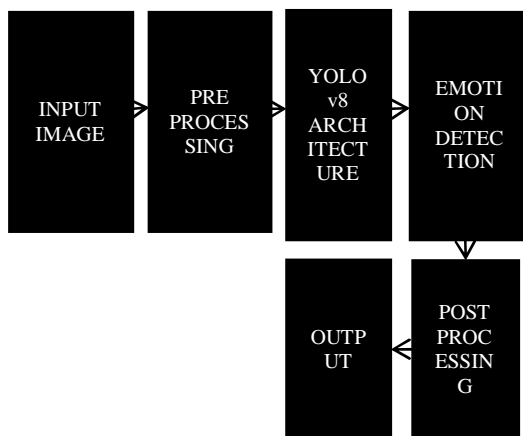 INPUT
IMAGE
PRE
PROCES
SING
YOLO
v8
ARCH
ITECT
URE
EMOTI
ON
DETEC
TION
OUTP
UT
POST
PROC
ESSIN
G